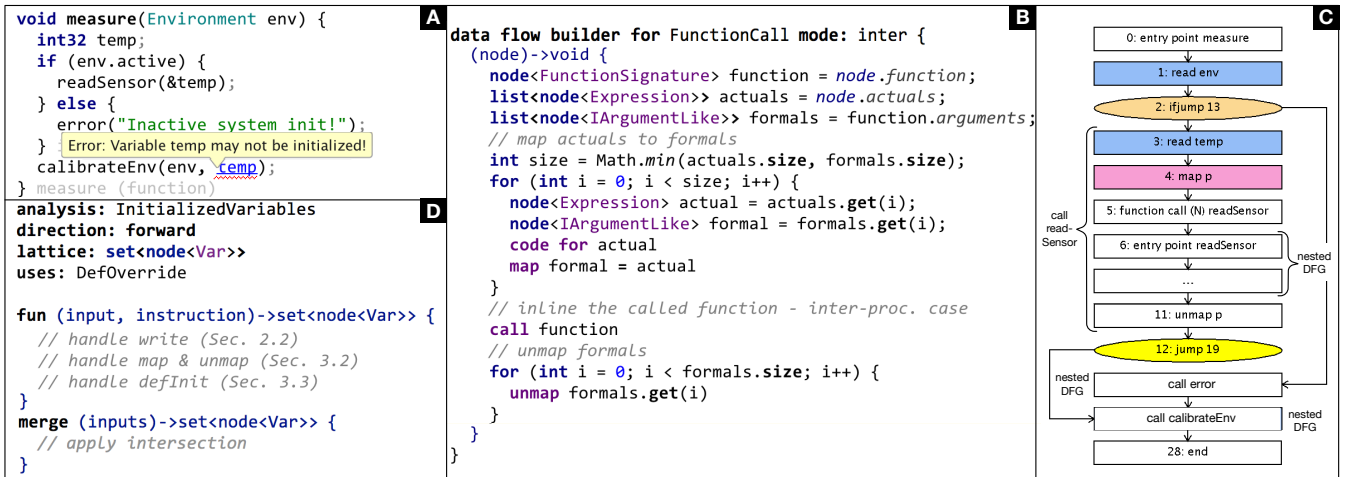 A
void measure(Environment env) {
int32 temp;
if (env.active) {
readSensor(&temp);
} else {
error("Inactive system init!");
}
Error: Variable temp may not be initialized!
calibrateEnv(env, temp);
} measure (function)
D
analysis: InitializedVariables
direction: forward
lattice: set<node<Var>>
uses: DefOverride
fun (input, instruction)->set<node<Var>> {
// handle write (Sec. 2.2)
// handle map & unmap (Sec. 3.2)
// handle defInit (Sec. 3.3)
}
merge (inputs)->set<node<Var>> {
// apply intersection
}
B
data flow builder for FunctionCall mode: inter {
(node)->void {
node<FunctionSignature> function = node.function;
list<node<Expression>> actuals = node.actuals;
list<node<IArgumentLike>> formals = function.arguments;
// map actuals to formals
int size = Math.min(actuals.size, formals.size);
for (int i = 0; i < size; i++) {
node<Expression> actual = actuals.get(i);
node<IArgumentLike> formal = formals.get(i);
code for actual
map formal = actual
}
// inline the called function - inter-proc. case
call function
// unmap formals
for (int i = 0; i < formals.size; i++) {
unmap formals.get(i)
}
}
}
C
0: entry point measure
1: read env
2: ifjump 13
3: read temp
4: map p
5: function call (N) readSensor
call
read-
Sensor
6: entry point readSensor
...
nested
DFG
11: unmap p
12: jump 19
nested
DFG
call error
call calibrateEnv
nested
DFG
28: end